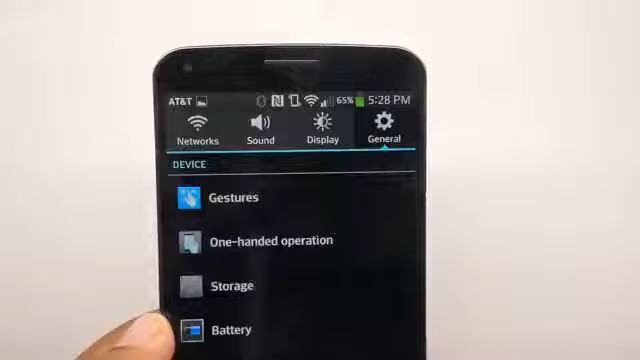 AT&T 65% 5:28 PM
Networks Sound Display General
DEVICE
Gestures
One-handed operation
Storage
Battery